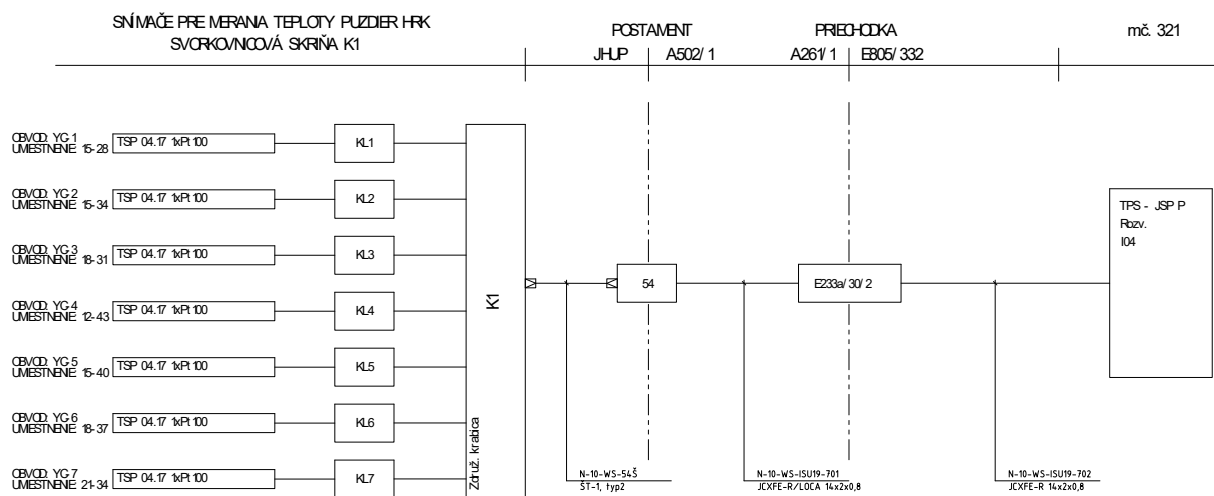 SNÍMAČE PRE MERANIA TEPLOTY PUZDIER HRK
SVORKOVNICOVÁ SKRIŇA K1
POSTAMENT
JHUP A502/1
PRIECHODKA
A261/1 E805/332
mč. 321
OBVOD: YG-1
UMIESTNENIE 15-28
TSP 04.17 1xPt 100
KL1
OBVOD: YG-2
UMIESTNENIE 15-34
TSP 04.17 1xPt 100
KL2
OBVOD: YG-3
UMIESTNENIE 18-31
TSP 04.17 1xPt 100
KL3
OBVOD: YG-4
UMIESTNENIE 12-43
TSP 04.17 1xPt 100
KL4
OBVOD: YG-5
UMIESTNENIE 15-40
TSP 04.17 1xPt 100
KL5
OBVOD: YG-6
UMIESTNENIE 18-37
TSP 04.17 1xPt 100
KL6
OBVOD: YG-7
UMIESTNENIE 21-34
TSP 04.17 1xPt 100
KL7
K1
Združ. krabica
54
E233a/30/2
TPS - JSP P
Rozv.
I04
N-10-WS-54Š
ŠT-1, typ2
N-10-WS-ISU19-701
JCXFE-R/LOCA 14x2x0,8
N-10-WS-ISU19-702
JCXFE-R 14x2x0,8